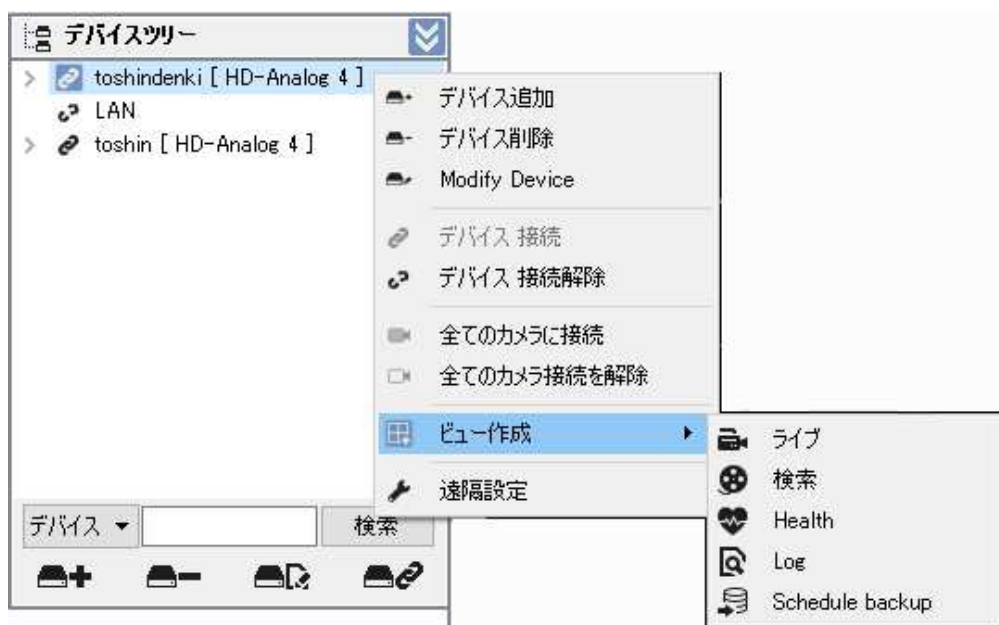 デバイスツリー
toshindenki [ HD-Analog 4 ]
LAN
toshin [ HD-Analog 4 ]
デバイス追加
デバイス削除
Modify Device
デバイス 接続
デバイス 接続解除
全てのカメラに接続
全てのカメラ接続を解除
ビュー作成
遠隔設定
ライブ
検索
Health
Log
Schedule backup
デバイス
検索